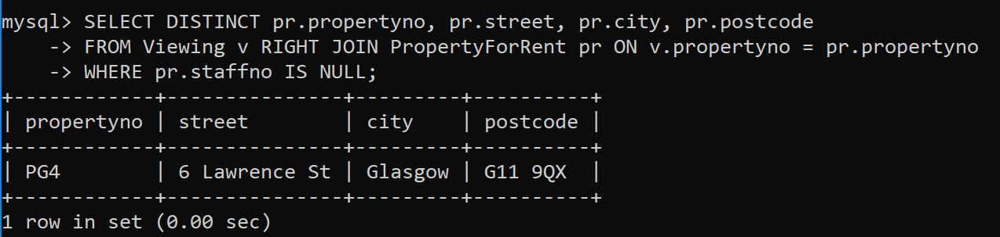 mysql> SELECT DISTINCT pr.propertyno, pr.street, pr.city, pr.postcode
    -> FROM Viewing v RIGHT JOIN PropertyForRent pr ON v.propertyno = pr.propertyno
    -> WHERE pr.staffno IS NULL;
+------------+---------------+---------+----------+
| propertyno | street        | city    | postcode |
+------------+---------------+---------+----------+
| PG4        | 6 Lawrence St | Glasgow | G11 9QX  |
+------------+---------------+---------+----------+
1 row in set (0.00 sec)